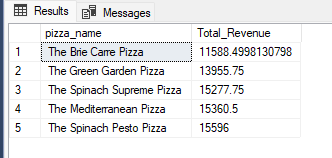 Results Messages
pizza_name Total_Revenue
1 The Brie Carre Pizza 11588.4998130798
2 The Green Garden Pizza 13955.75
3 The Spinach Supreme Pizza 15277.75
4 The Mediterranean Pizza 15360.5
5 The Spinach Pesto Pizza 15596